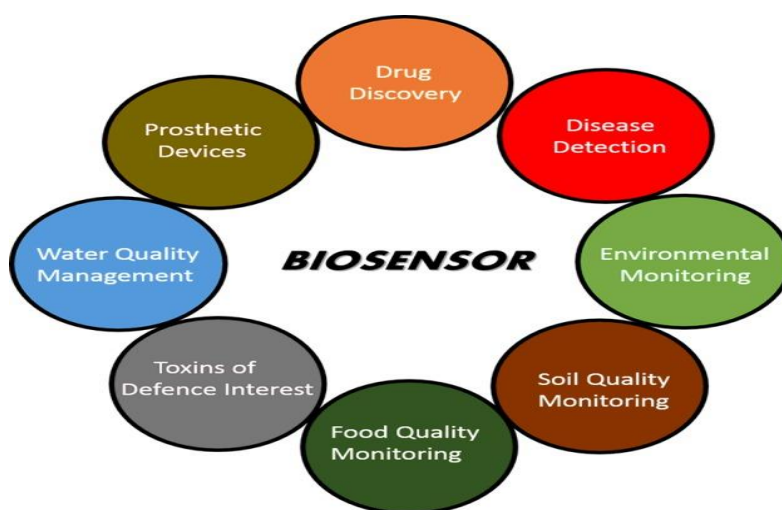 Drug
Discovery
Disease
Detection
Environmental
Monitoring
Soil Quality
Monitoring
Food Quality
Monitoring
Toxins of
Defence Interest
Water Quality
Management
Prosthetic
Devices
BIOSENSOR